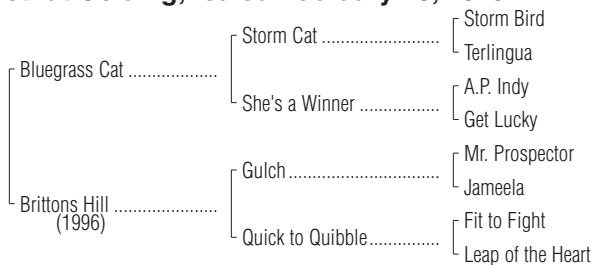 Storm Bird
Storm Cat ........................
Terlingua
Bluegrass Cat ..................
A.P. Indy
She's a Winner ................
Get Lucky
Mr. Prospector
Gulch..............................
Jameela
Brittons Hill .....................
(1996)
Fit to Fight
Quick to Quibble..............
Leap of the Heart